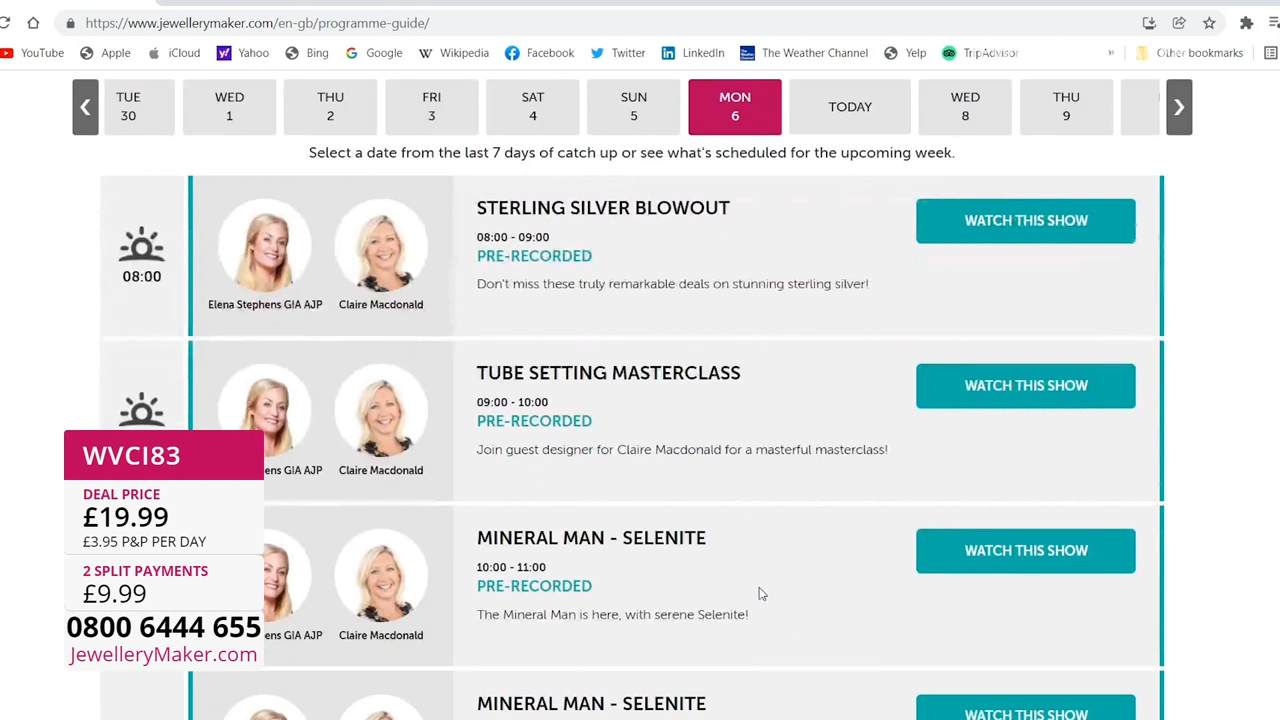 https://www.jewellerymaker.com/en-gb/programme-guide/
YouTube Apple iCloud Yahoo Bing Google Wikipedia Facebook Twitter LinkedIn The Weather Channel Yelp TripAdvisor » Other bookmarks
TUE 30
WED 1
THU 2
FRI 3
SAT 4
SUN 5
MON 6
TODAY
WED 8
THU 9
Select a date from the last 7 days of catch up or see what's scheduled for the upcoming week.
08:00
Elena Stephens GIA AJP
Claire Macdonald
STERLING SILVER BLOWOUT
08:00 - 09:00
PRE-RECORDED
Don't miss these truly remarkable deals on stunning sterling silver!
WATCH THIS SHOW
ens GIA AJP
Claire Macdonald
TUBE SETTING MASTERCLASS
09:00 - 10:00
PRE-RECORDED
Join guest designer for Claire Macdonald for a masterful masterclass!
WATCH THIS SHOW
ens GIA AJP
Claire Macdonald
MINERAL MAN - SELENITE
10:00 - 11:00
PRE-RECORDED
The Mineral Man is here, with serene Selenite!
WATCH THIS SHOW
MINERAL MAN - SELENITE
WATCH THIS SHOW
WVCI83
DEAL PRICE
£19.99
£3.95 P&P PER DAY
2 SPLIT PAYMENTS
£9.99
0800 6444 655
JewelleryMaker.com